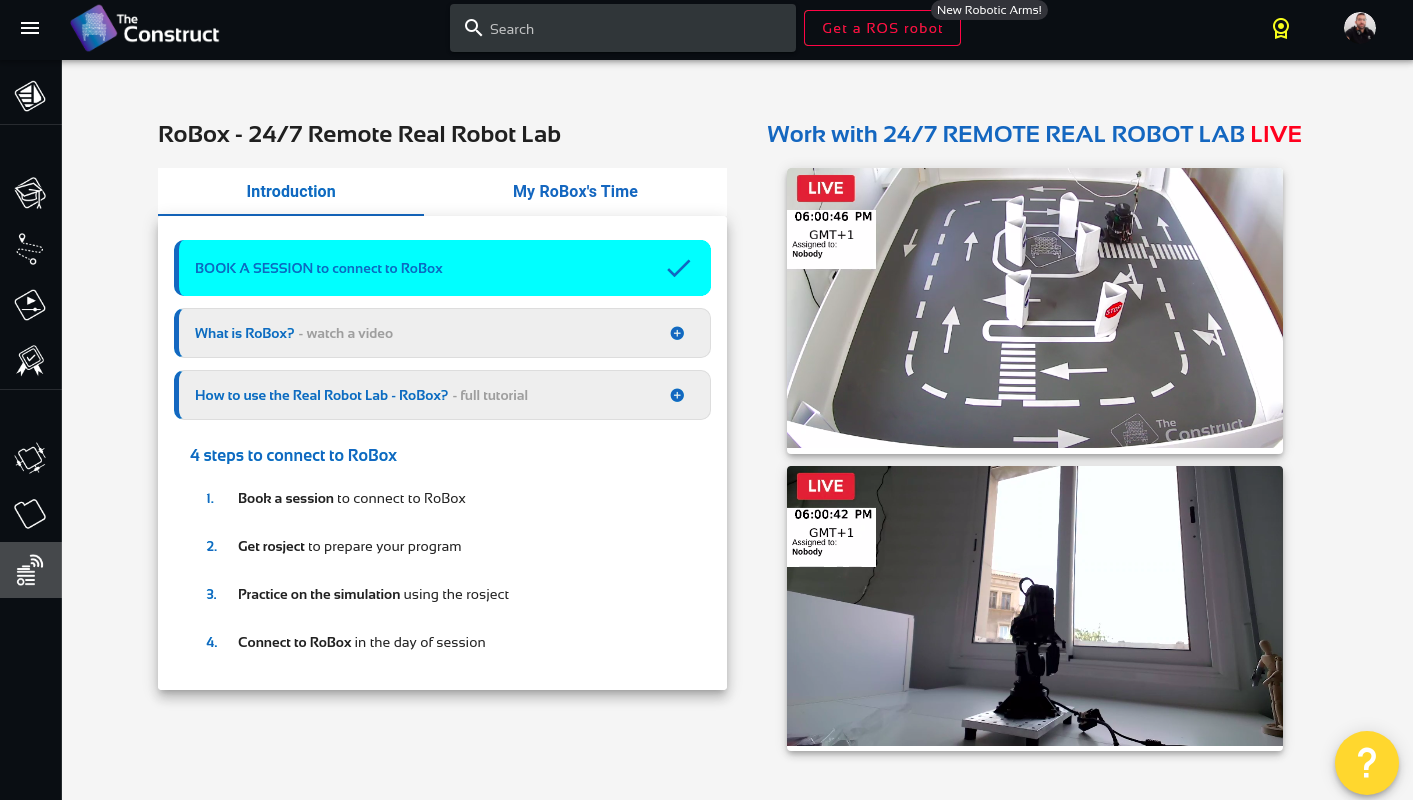 The
Construct
Search
New Robotic Arms!
Get a ROS robot
RoBox - 24/7 Remote Real Robot Lab
Introduction
My RoBox's Time
BOOK A SESSION to connect to RoBox
What is RoBox? - watch a video
How to use the Real Robot Lab - RoBox? - full tutorial
4 steps to connect to RoBox
1. Book a session to connect to RoBox
2. Get rosject to prepare your program
3. Practice on the simulation using the rosject
4. Connect to RoBox in the day of session
Work with 24/7 REMOTE REAL ROBOT LAB LIVE
LIVE
06:00:46 PM
GMT+1
Assigned to:
Nobody
STOP
The
Construct
LIVE
06:00:42 PM
GMT+1
Assigned to:
Nobody
?